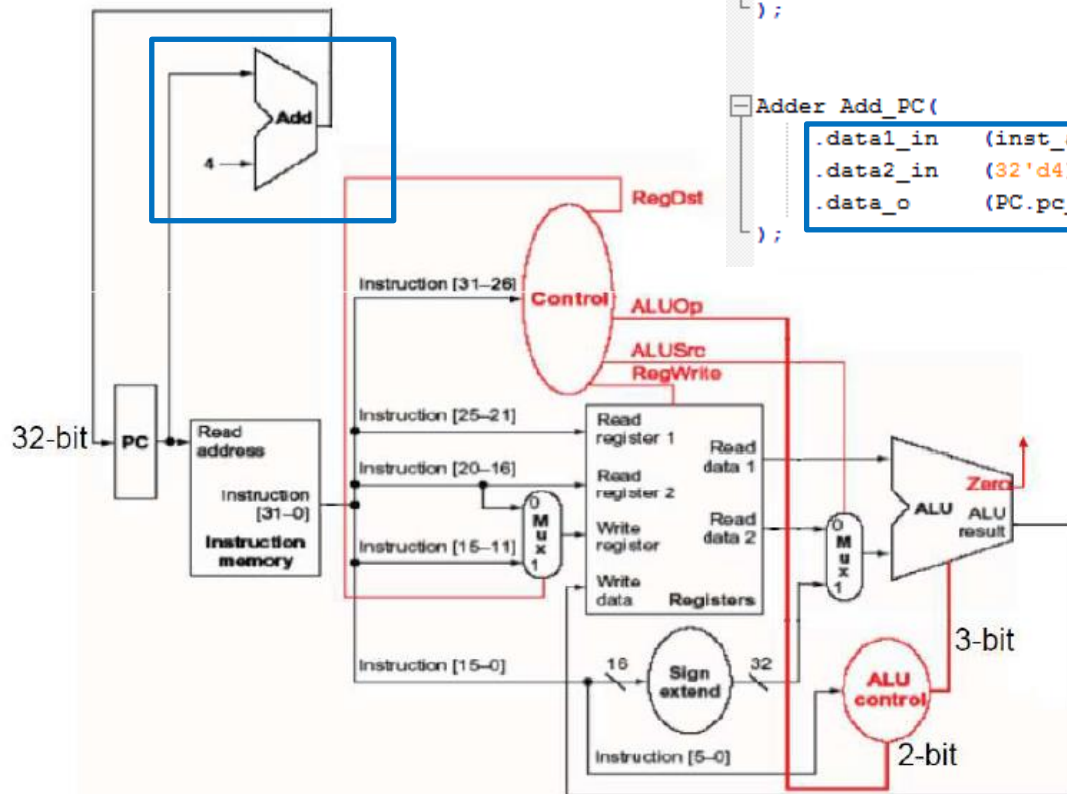 );
Adder Add_PC(
.data1_in (inst_
.data2_in (32'd4
.data_o (PC.pc_
);
Add
4
RegDst
Instruction [31–26]
Control
ALUOp
ALUSrc
RegWrite
32-bit
PC
Read
address
Instruction
[31–0]
Instruction
memory
Instruction [25–21]
Instruction [20–16]
Instruction [15–11]
0
M
u
x
1
Read
register 1
Read
register 2
Write
register
Write
data
Read
data 1
Read
data 2
Registers
0
M
u
x
1
Zero
ALU
ALU
result
3-bit
Instruction [15–0]
16
Sign
extend
32
ALU
control
Instruction [5–0]
2-bit